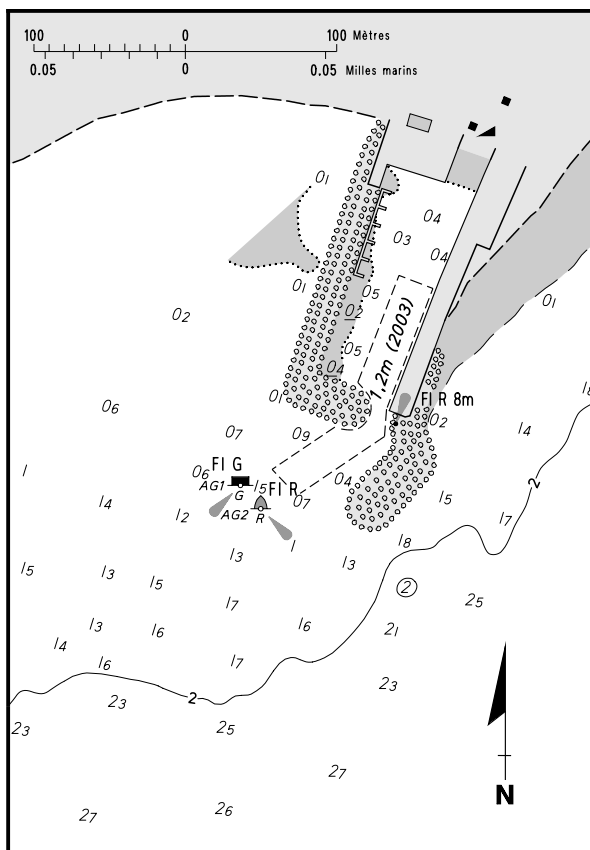 100 0 100 Mètres
0.05 0 0.05 Milles marins
0₁ 0₄
0₃ 0₄
0₁ 0₅ 0₁
0₂ 0₂
0₅
1,2m (2003)
0₄
0₁ Fl R 8m 1₈
0₆ 0₂
0₇ 0₉ 1₄
Fl G
1 0₆ 1₅ Fl R 0₄ 2
AG1 G
1₄ 1₂ AG2 R 0₇ 1₅ 1₇
1₃ 1 1₃ 1₈
1₅ 1₃ 1₅ 2
1₇ 2₅
1₃ 1₆ 1₆ 2₁
1₄ 1₆ 1₇
2₃
2₃ 2
2₃ 2₅
2₇
2₇ 2₆
N